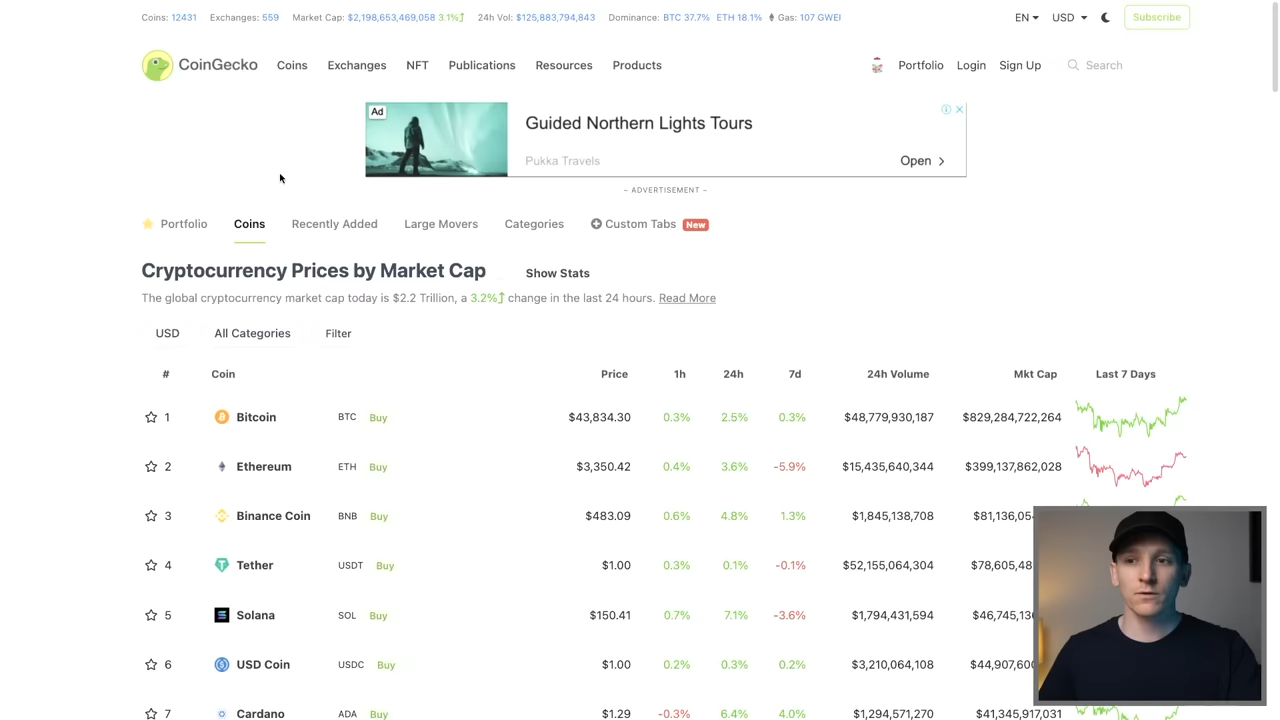 Coins: 12431 Exchanges: 559 Market Cap: $2,198,653,469,058 3.1% 24h Vol: $125,883,794,843 Dominance: BTC 37.7% ETH 18.1% Gas: 107 GWEI EN USD Subscribe
CoinGecko Coins Exchanges NFT Publications Resources Products Portfolio Login Sign Up Search
Ad
Guided Northern Lights Tours
Pukka Travels Open
~ ADVERTISEMENT ~
Portfolio Coins Recently Added Large Movers Categories Custom Tabs New
Cryptocurrency Prices by Market Cap Show Stats
The global cryptocurrency market cap today is $2.2 Trillion, a 3.2% change in the last 24 hours. Read More
USD All Categories Filter
# Coin Price 1h 24h 7d 24h Volume Mkt Cap Last 7 Days
1 Bitcoin BTC Buy $43,834.30 0.3% 2.5% 0.3% $48,779,930,187 $829,284,722,264
2 Ethereum ETH Buy $3,350.42 0.4% 3.6% -5.9% $15,435,640,344 $399,137,862,028
3 Binance Coin BNB Buy $483.09 0.6% 4.8% 1.3% $1,845,138,708 $81,136,05
4 Tether USDT Buy $1.00 0.3% 0.1% -0.1% $52,155,064,304 $78,605,48
5 Solana SOL Buy $150.41 0.7% 7.1% -3.6% $1,794,431,594 $46,745,13
6 USD Coin USDC Buy $1.00 0.2% 0.3% 0.2% $3,210,064,108 $44,907,60
7 Cardano ADA Buy $1.29 -0.3% 6.4% 4.0% $1,294,571,270 $41,345,917,031